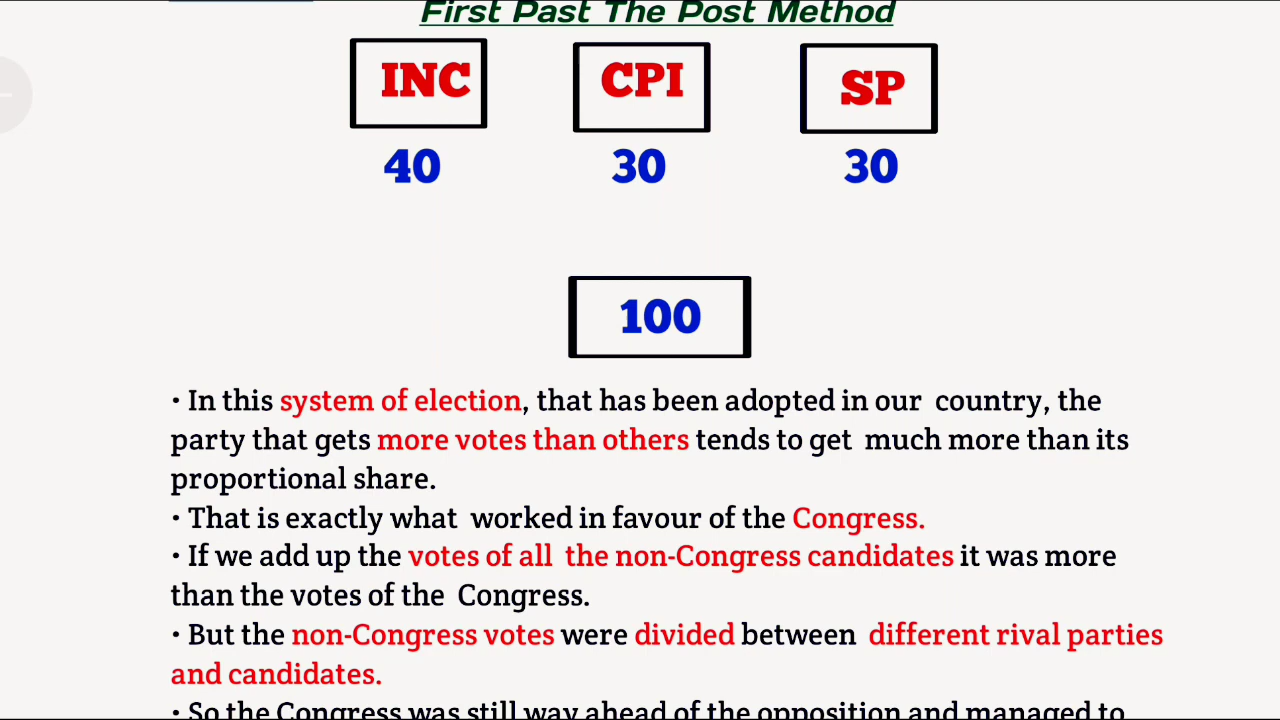 First Past The Post Method
INC CPI SP
40 30 30
100
• In this system of election, that has been adopted in our country, the
party that gets more votes than others tends to get much more than its
proportional share.
• That is exactly what worked in favour of the Congress.
• If we add up the votes of all the non-Congress candidates it was more
than the votes of the Congress.
• But the non-Congress votes were divided between different rival parties
and candidates.
• So the Congress was still way ahead of the opposition and managed to